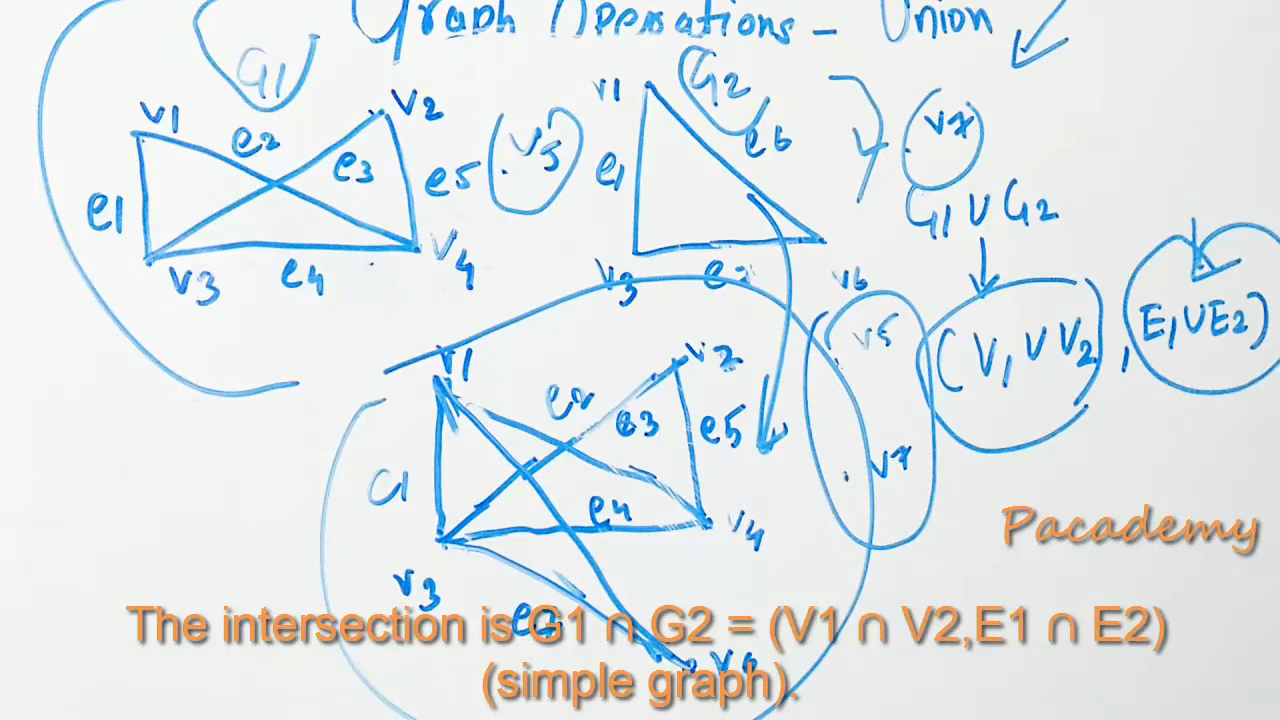 Graph Operations - Union
G1
G2
v1
v2
e2
e3
e1
e5
v5
v3
e4
v4
v1
e6
e1
v3
v6
v7
G1 ∪ G2
(V1 ∪ V2), E1 ∪ E2)
v1
v2
e2
e3
e5
e4
v4
v3
v5
v7
Pacademy
The intersection is G1 ∩ G2 = (V1 ∩ V2,E1 ∩ E2)
(simple graph).